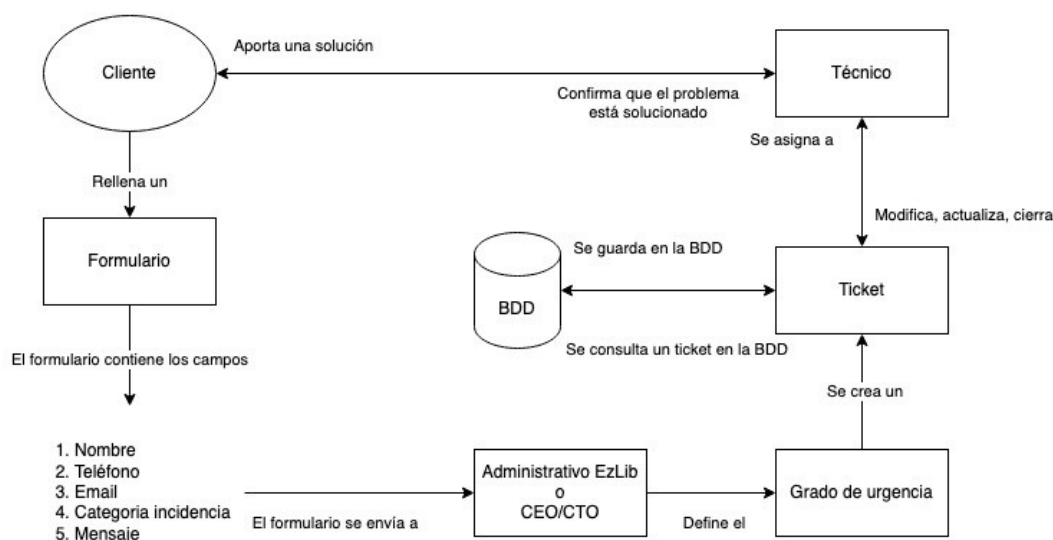 Aporta una solución
Cliente
Técnico
Confirma que el problema
está solucionado
Se asigna a
Rellena un
Modifica, actualiza, cierra
Formulario
Se guarda en la BDD
BDD
Ticket
Se consulta un ticket en la BDD
El formulario contiene los campos
Se crea un
1. Nombre
2. Teléfono
3. Email
4. Categoria incidencia
5. Mensaje
El formulario se envía a
Administrativo EzLib
o
CEO/CTO
Define el
Grado de urgencia